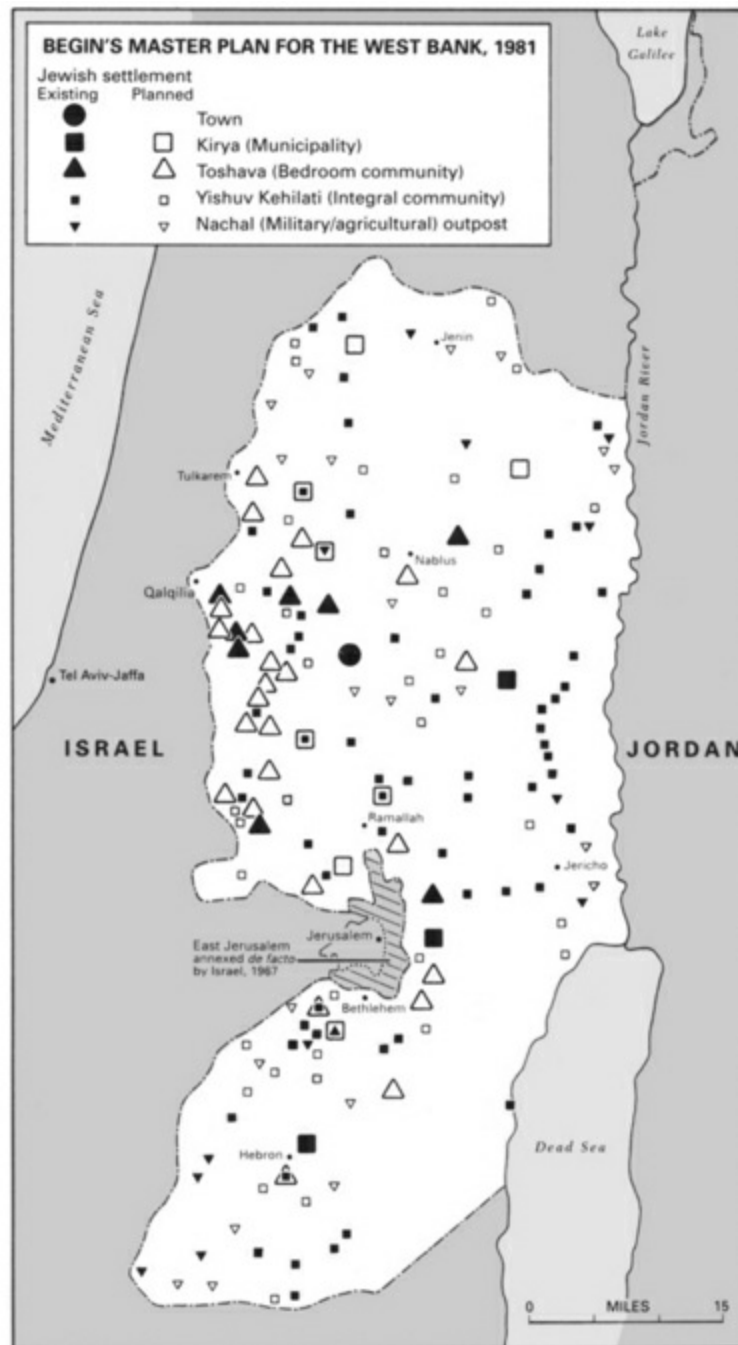 BEGIN'S MASTER PLAN FOR THE WEST BANK, 1981
Jewish settlement
Existing Planned
Town
Kirya (Municipality)
Toshava (Bedroom community)
Yishuv Kehilati (Integral community)
Nachal (Military/agricultural) outpost
Lake
Galilee
Mediterranean Sea
Jenin
Jordan River
Tulkarem
Nablus
Qalqilia
Tel Aviv-Jaffa
ISRAEL
JORDAN
Ramallah
Jericho
Jerusalem
East Jerusalem
annexed de facto
by Israel, 1967
Bethlehem
Hebron
Dead Sea
0 MILES 15